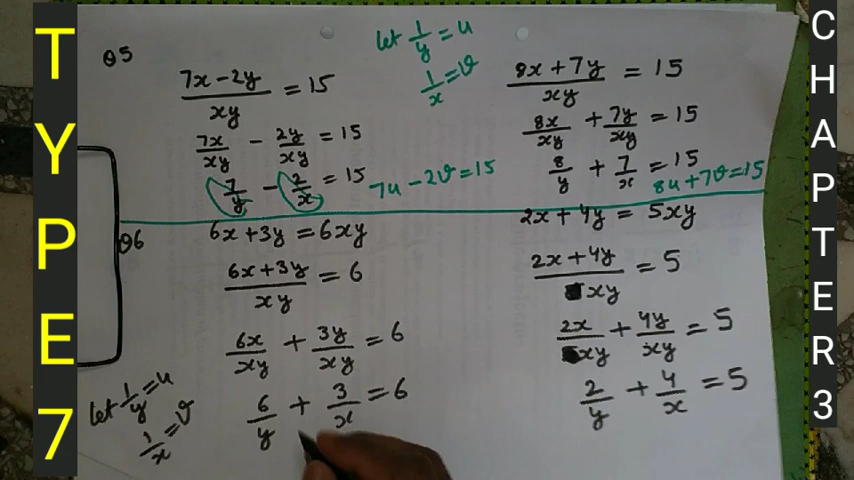 TYPE 7
CHAPTER 3
Q5
let 1/y = u
1/x = v
(7x - 2y)/xy = 15
7x/xy - 2y/xy = 15
7/y - 2/x = 15
7u - 2v = 15
(8x + 7y)/xy = 15
8x/xy + 7y/xy = 15
8/y + 7/x = 15
8u + 7v = 15
Q6
6x + 3y = 6xy
(6x + 3y)/xy = 6
6x/xy + 3y/xy = 6
6/y + 3/x = 6
let 1/y = u
1/x = v
2x + 4y = 5xy
(2x + 4y)/xy = 5
2x/xy + 4y/xy = 5
2/y + 4/x = 5